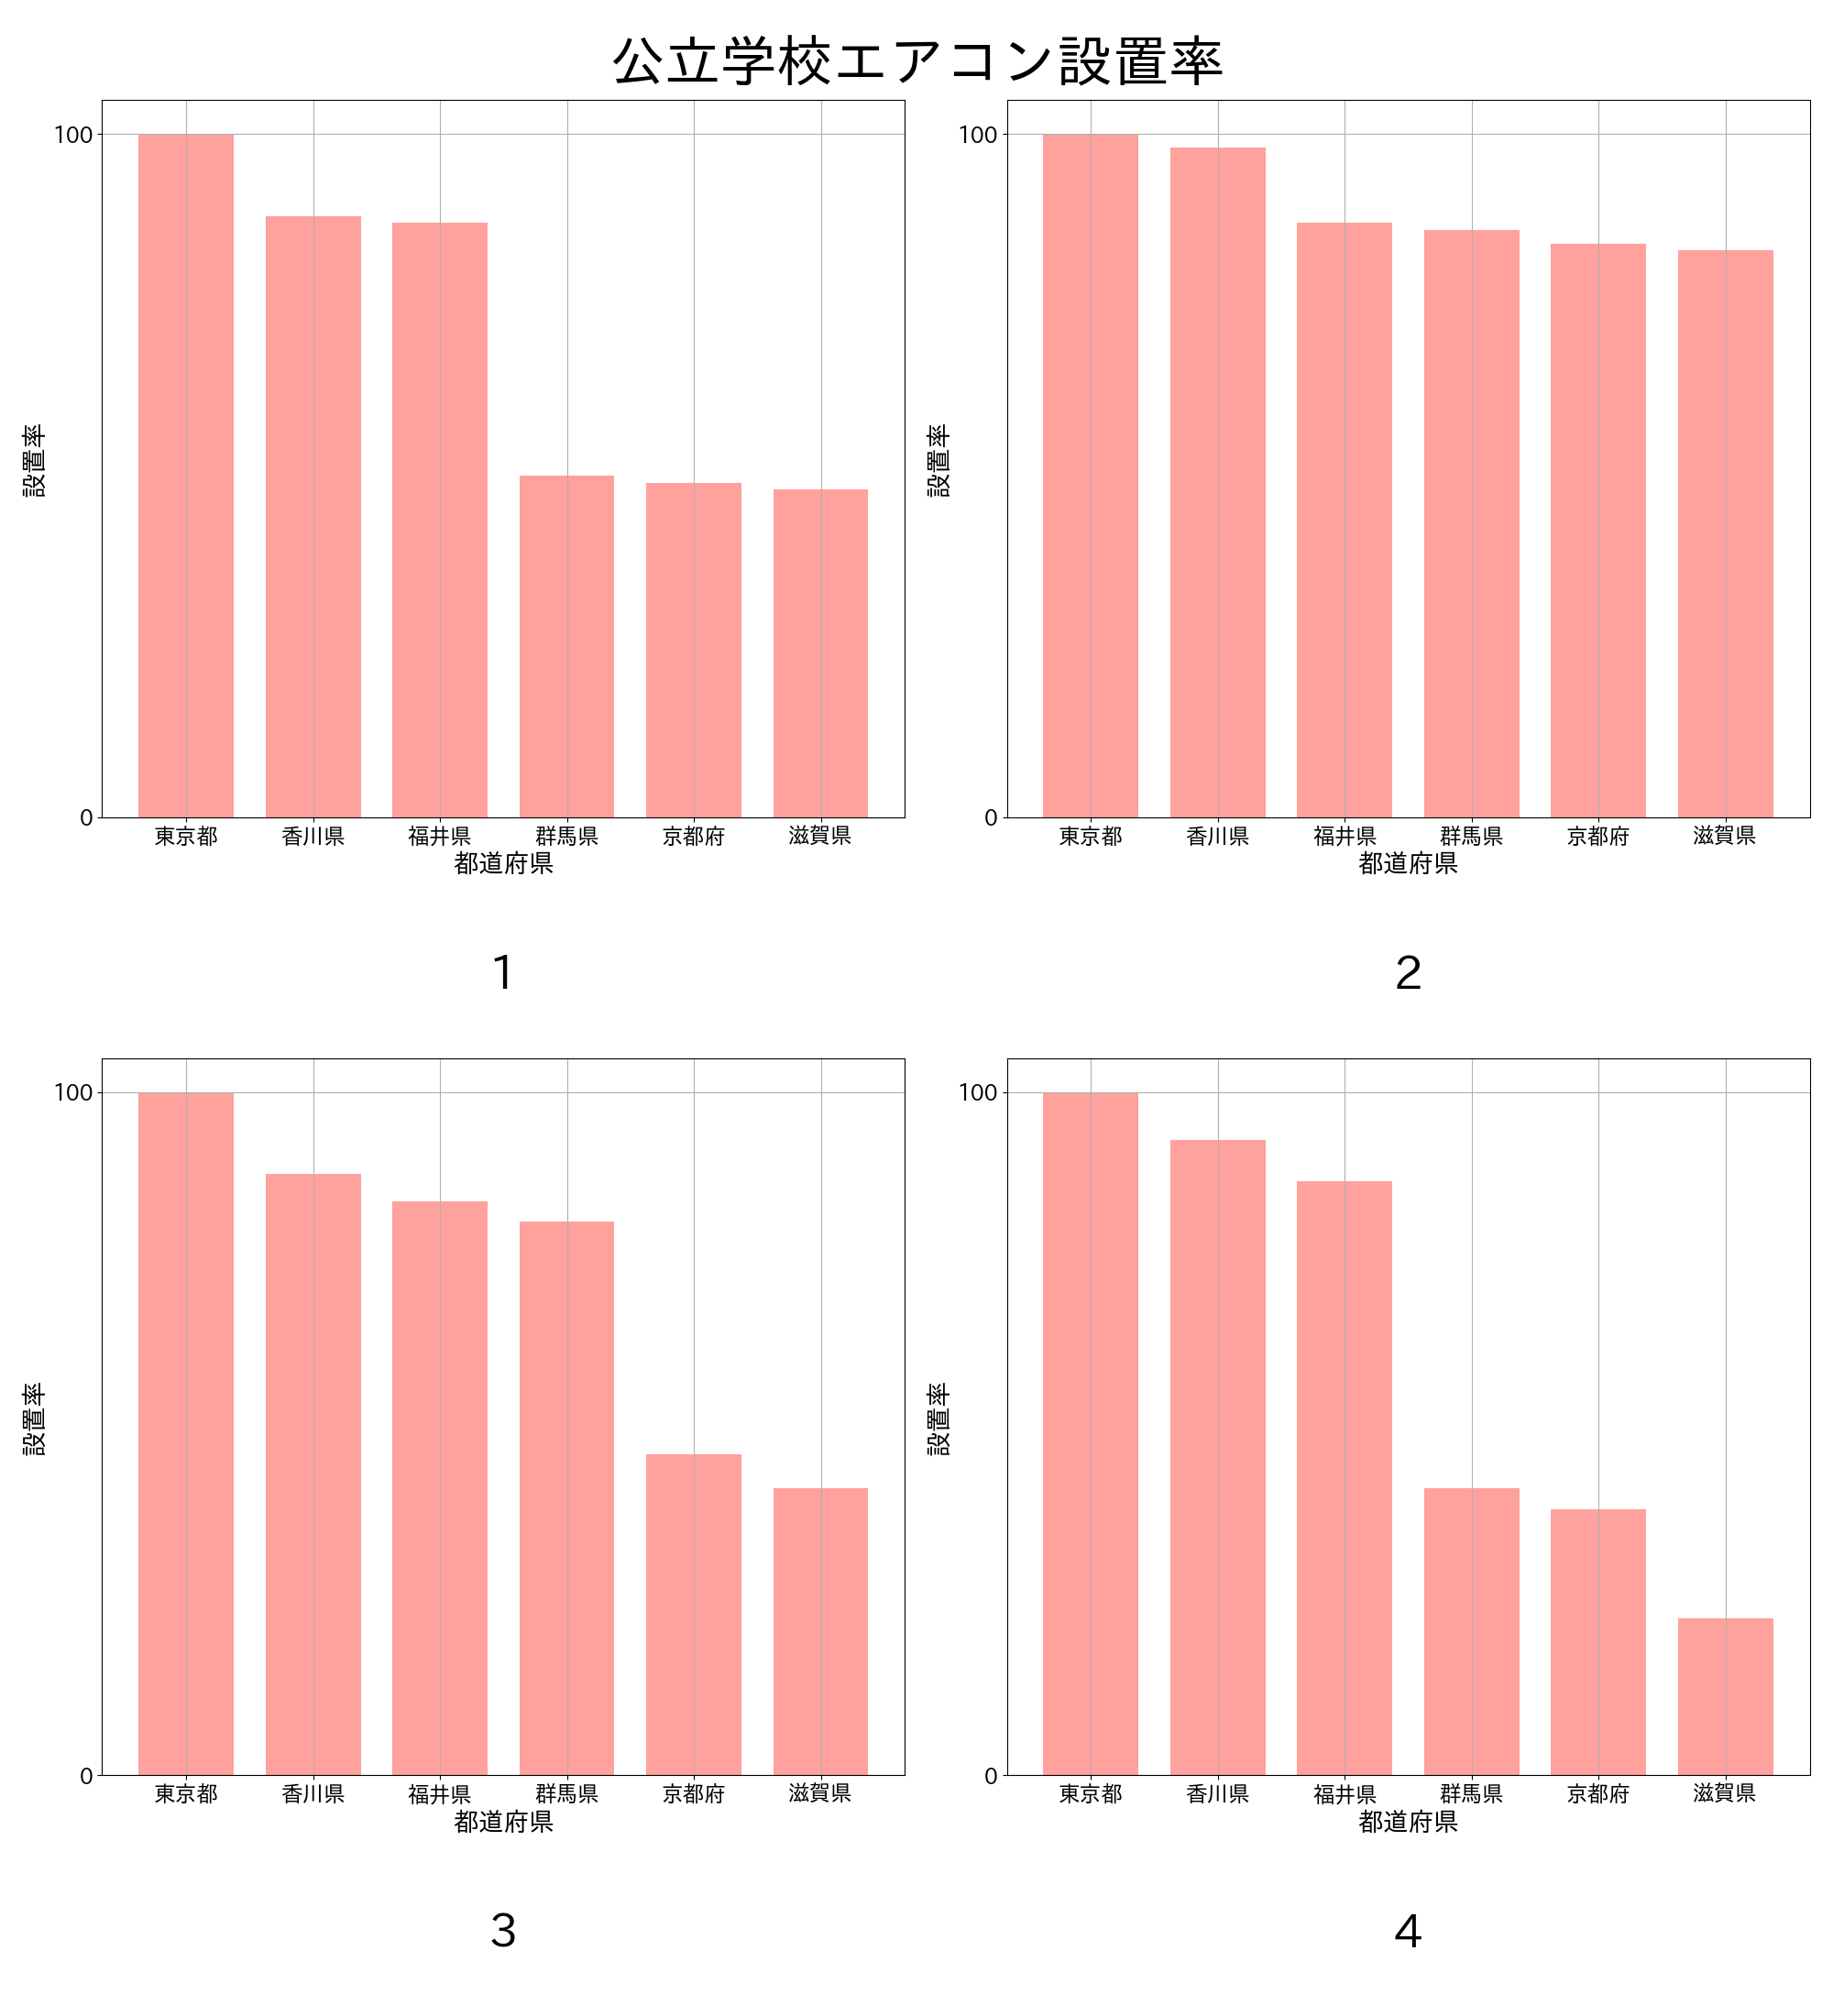 公立学校エアコン設置率
100
0
設置率
東京都 香川県 福井県 群馬県 京都府 滋賀県
都道府県
1
100
0
設置率
東京都 香川県 福井県 群馬県 京都府 滋賀県
都道府県
2
100
0
設置率
東京都 香川県 福井県 群馬県 京都府 滋賀県
都道府県
3
100
0
設置率
東京都 香川県 福井県 群馬県 京都府 滋賀県
都道府県
4